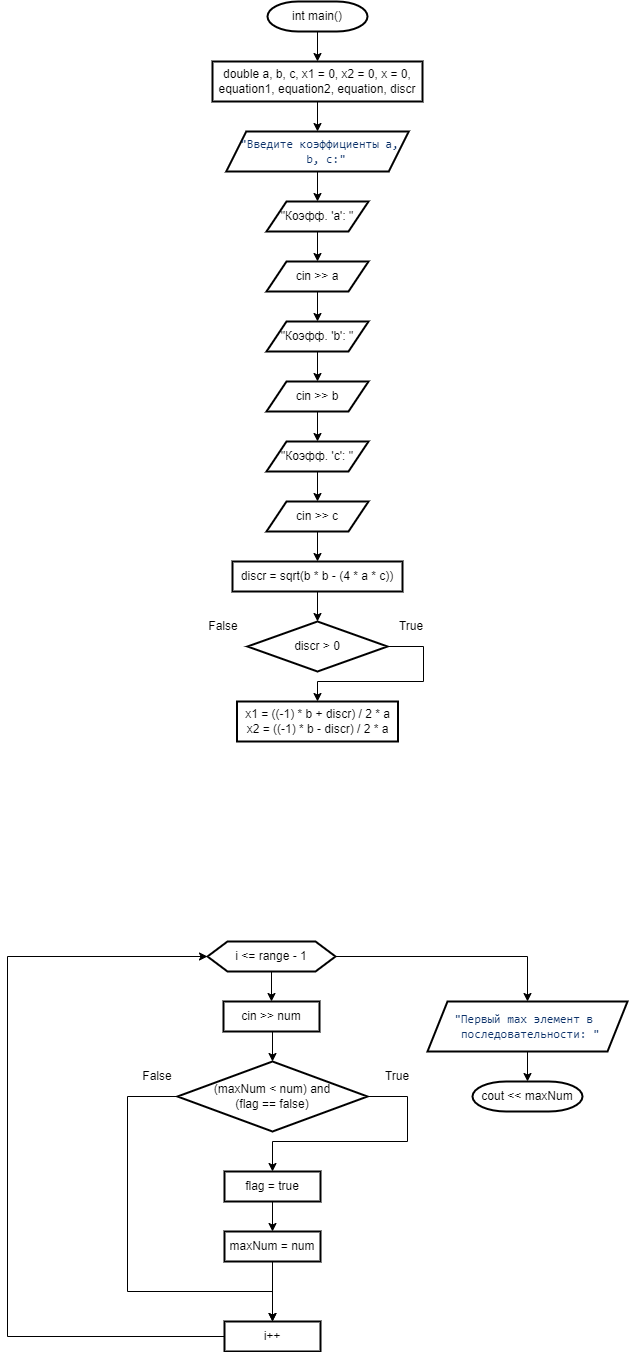 int main()
double a, b, c, x1 = 0, x2 = 0, x = 0,
equation1, equation2, equation, discr
"Введите коэффициенты a,
b, c:"
"Коэфф. 'a': "
cin >> a
"Коэфф. 'b': "
cin >> b
"Коэфф. 'c': "
cin >> c
discr = sqrt(b * b - (4 * a * c))
False
True
discr > 0
x1 = ((-1) * b + discr) / 2 * a
x2 = ((-1) * b - discr) / 2 * a
i <= range - 1
cin >> num
"Первый max элемент в
последовательности: "
False
True
(maxNum < num) and
(flag == false)
cout << maxNum
flag = true
maxNum = num
i++